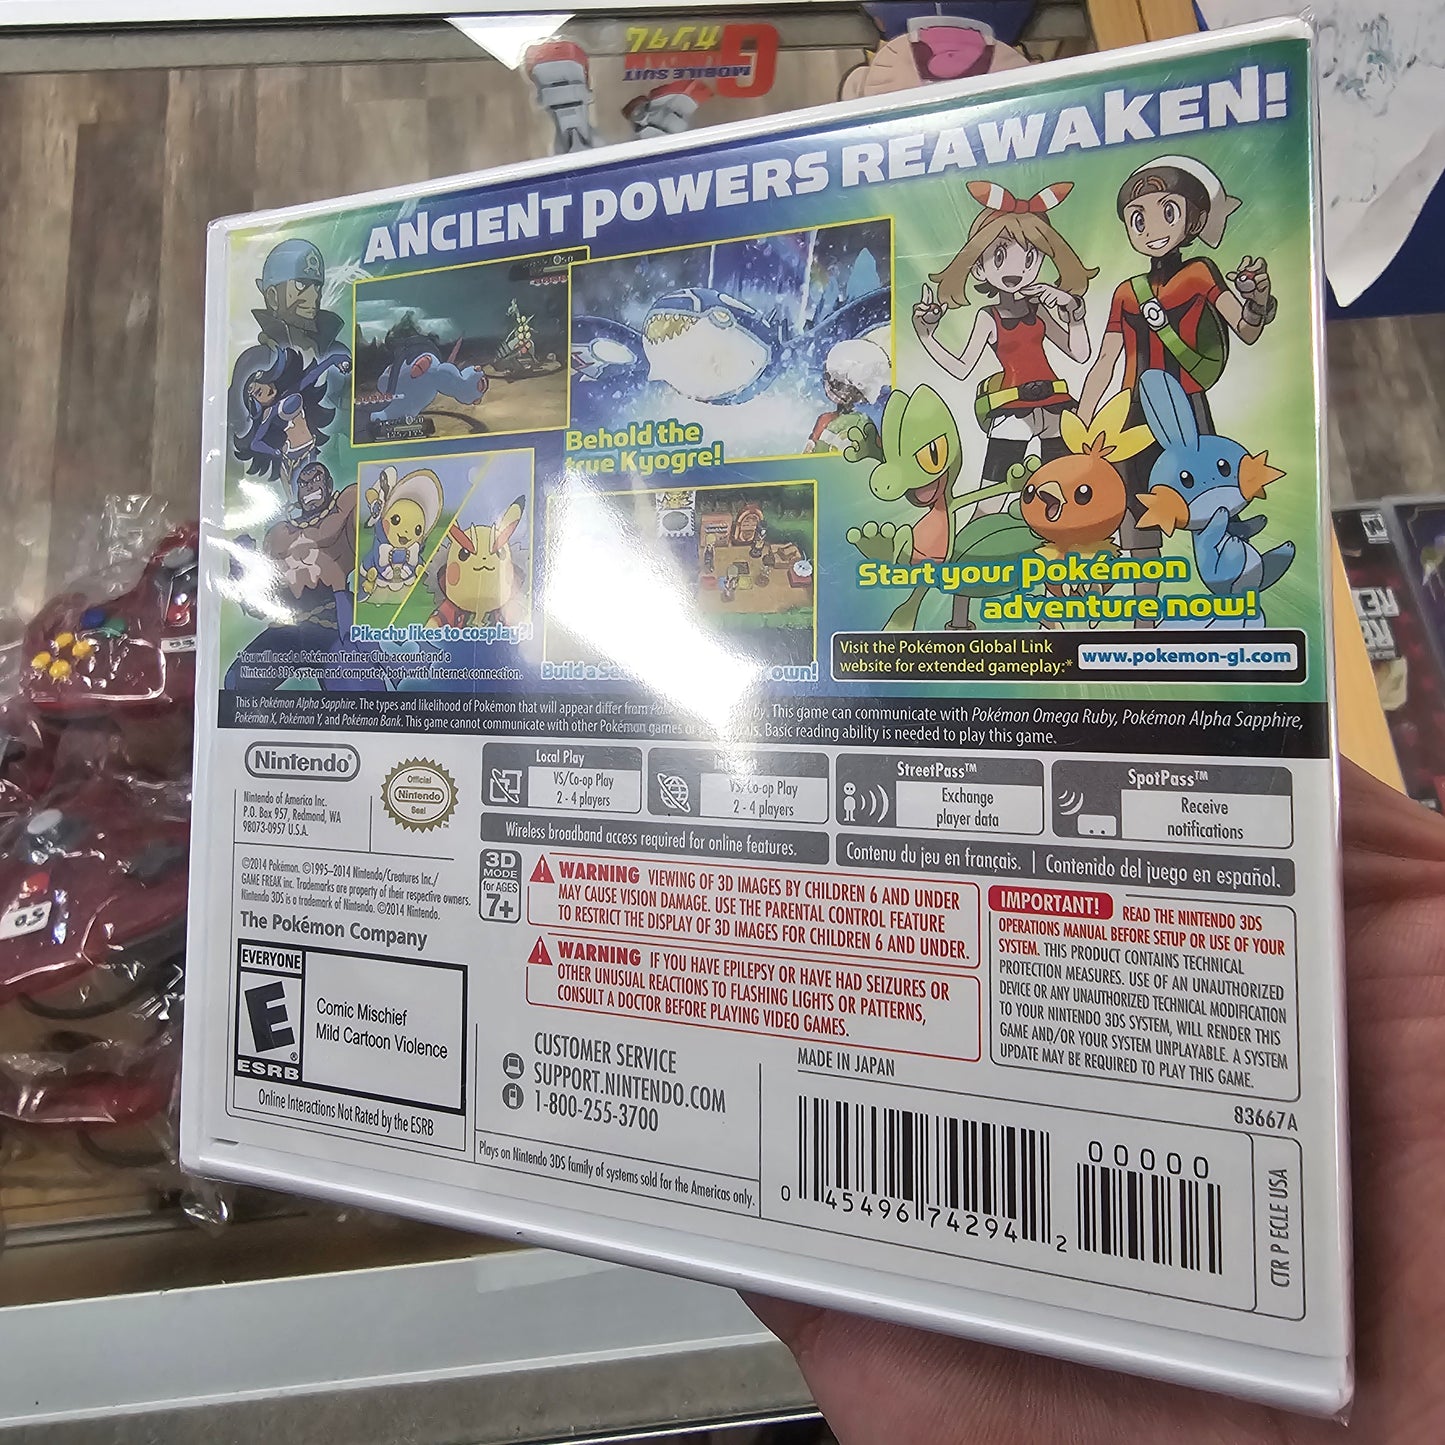 ANCIENT POWERS REAWAKEN!
Behold the
true Kyogre!
Pikachu likes to cosplay?!
*You will need a Pokémon Trainer Club account and a
Nintendo 3DS system and computer, both with Internet connection.
Build a own!
Start your Pokémon
adventure now!
Visit the Pokémon Global Link
website for extended gameplay:*
www.pokemon-gl.com
This is Pokémon Alpha Sapphire. The types and likelihood of Pokémon that will appear differ from This game can communicate with Pokémon Omega Ruby, Pokémon Alpha Sapphire,
Pokémon X, Pokémon Y, and Pokémon Bank. This game cannot communicate with other Pokémon games or Basic reading ability is needed to play this game.
Nintendo®
Nintendo of America Inc.
P.O. Box 957, Redmond, WA
98073-0957 U.S.A.
Official
Nintendo
Seal
Local Play
VS/Co-op Play
2 - 4 players
VS/Co-op Play
2 - 4 players
StreetPass™
Exchange
player data
SpotPass™
Receive
notifications
Wireless broadband access required for online features.
Contenu du jeu en français. | Contenido del juego en español.
©2014 Pokémon. ©1995–2014 Nintendo/Creatures Inc./
GAME FREAK inc. Trademarks are property of their respective owners.
Nintendo 3DS is a trademark of Nintendo. ©2014 Nintendo.
The Pokémon Company
3D
MODE
for AGES
7+
WARNING VIEWING OF 3D IMAGES BY CHILDREN 6 AND UNDER
MAY CAUSE VISION DAMAGE. USE THE PARENTAL CONTROL FEATURE
TO RESTRICT THE DISPLAY OF 3D IMAGES FOR CHILDREN 6 AND UNDER.
WARNING IF YOU HAVE EPILEPSY OR HAVE HAD SEIZURES OR
OTHER UNUSUAL REACTIONS TO FLASHING LIGHTS OR PATTERNS,
CONSULT A DOCTOR BEFORE PLAYING VIDEO GAMES.
IMPORTANT! READ THE NINTENDO 3DS
OPERATIONS MANUAL BEFORE SETUP OR USE OF YOUR
SYSTEM. THIS PRODUCT CONTAINS TECHNICAL
PROTECTION MEASURES. USE OF AN UNAUTHORIZED
DEVICE OR ANY UNAUTHORIZED TECHNICAL MODIFICATION
TO YOUR NINTENDO 3DS SYSTEM, WILL RENDER THIS
GAME AND/OR YOUR SYSTEM UNPLAYABLE. A SYSTEM
UPDATE MAY BE REQUIRED TO PLAY THIS GAME.
EVERYONE
E
ESRB
Comic Mischief
Mild Cartoon Violence
Online Interactions Not Rated by the ESRB
CUSTOMER SERVICE
SUPPORT.NINTENDO.COM
1-800-255-3700
Plays on Nintendo 3DS family of systems sold for the Americas only.
MADE IN JAPAN
83667A
0 45496 74294 2
00000
CTR P ECLE USA
MOBILE SUIT
G